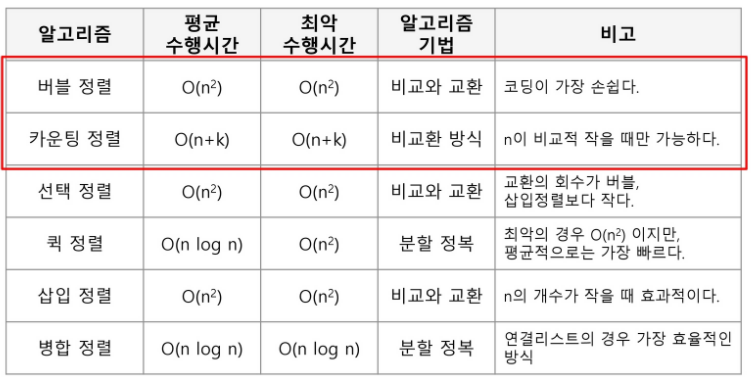 알고리즘 평균 수행시간 최악 수행시간 알고리즘 기법 비고
버블 정렬 O(n²) O(n²) 비교와 교환 코딩이 가장 손쉽다.
카운팅 정렬 O(n+k) O(n+k) 비교환 방식 n이 비교적 작을 때만 가능하다.
선택 정렬 O(n²) O(n²) 비교와 교환 교환의 회수가 버블,
삽입정렬보다 작다.
퀵 정렬 O(n log n) O(n²) 분할 정복 최악의 경우 O(n²) 이지만,
평균적으로는 가장 빠르다.
삽입 정렬 O(n²) O(n²) 비교와 교환 n의 개수가 작을 때 효과적이다.
병합 정렬 O(n log n) O(n log n) 분할 정복 연결리스트의 경우 가장 효율적인
방식